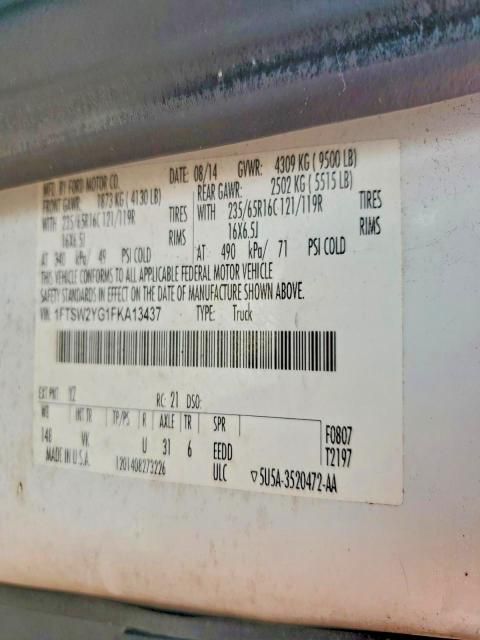 MFD. BY FORD MOTOR CO.
DATE: 08/14 GVWR: 4309 KG (9500 LB)
FRONT GAWR: 1873 KG (4130 LB)
REAR GAWR: 2502 KG (5515 LB)
WITH 235/65R16C 121/119R TIRES
WITH 235/65R16C 121/119R TIRES
16X6.5J RIMS
16X6.5J RIMS
AT 340 kPa/ 49 PSI COLD
AT 490 kPa/ 71 PSI COLD
THIS VEHICLE CONFORMS TO ALL APPLICABLE FEDERAL MOTOR VEHICLE
SAFETY STANDARDS IN EFFECT ON THE DATE OF MANUFACTURE SHOWN ABOVE.
VIN: 1FTSW2YG1FKA13437 TYPE: Truck
EXT PNT: YZ RC: 21 DSO:
WB INT TR TP/PS R AXLE TR SPR F0807
148 VK U 31 6 EEDD T2197
MADE IN U.S.A. 1201408273226 ULC ▽5U5A-3520472-AA